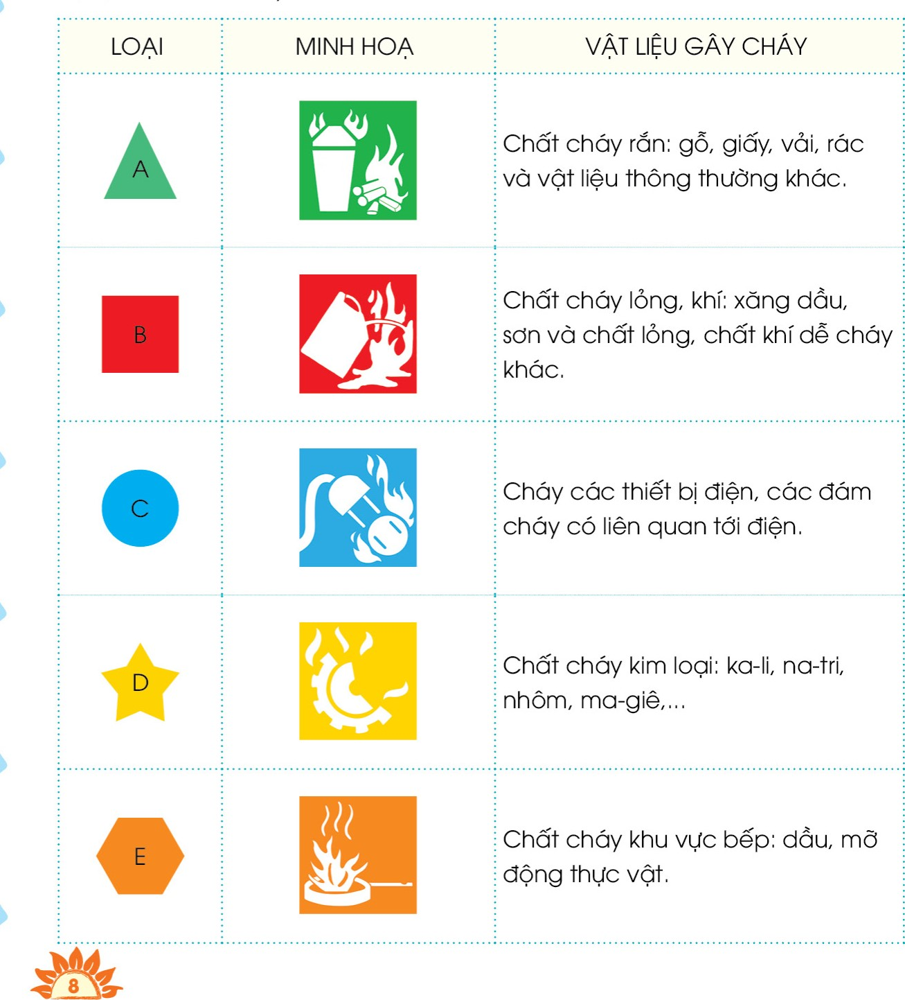 LOẠI
MINH HOẠ
VẬT LIỆU GÂY CHÁY
A
Chất cháy rắn: gỗ, giấy, vải, rác
và vật liệu thông thường khác.
B
Chất cháy lỏng, khí: xăng dầu,
sơn và chất lỏng, chất khí dễ cháy
khác.
C
Cháy các thiết bị điện, các đám
cháy có liên quan tới điện.
D
Chất cháy kim loại: ka-li, na-tri,
nhôm, ma-giê,...
E
Chất cháy khu vực bếp: dầu, mỡ
động thực vật.
8